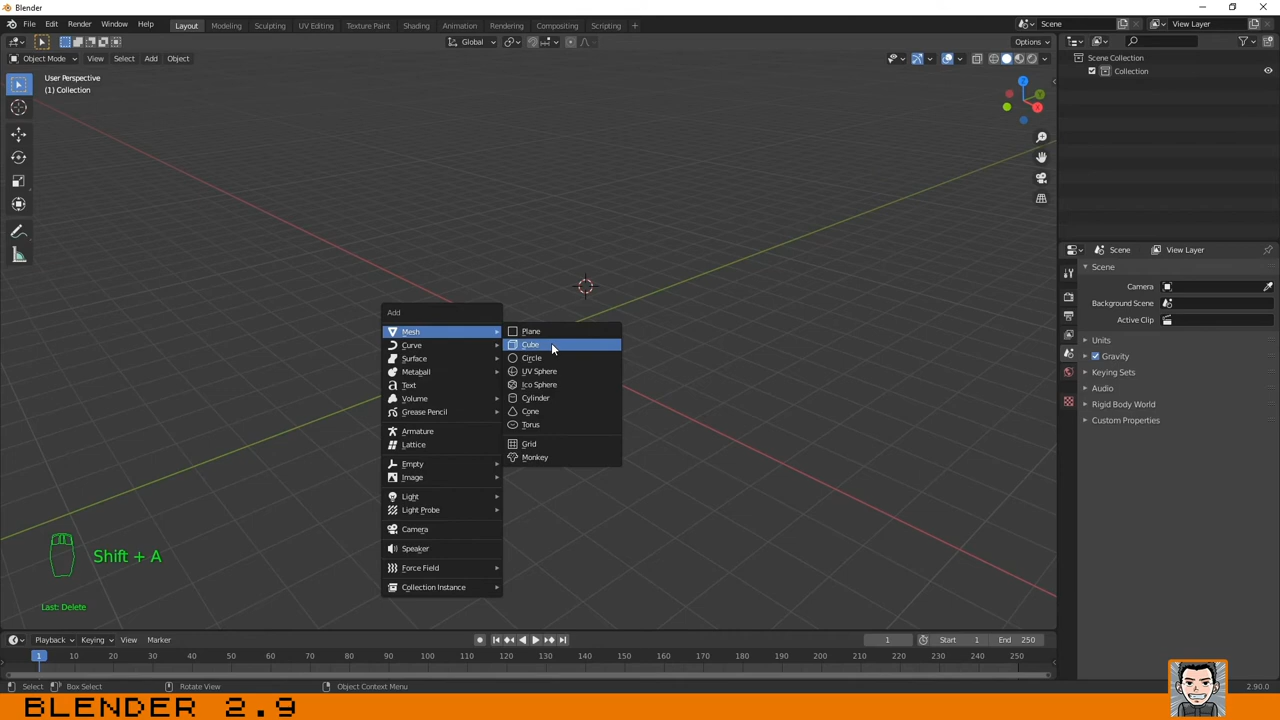 Blender
File Edit Render Window Help Layout Modeling Sculpting UV Editing Texture Paint Shading Animation Rendering Compositing Scripting + Scene View Layer
Global Options
Object Mode View Select Add Object
User Perspective
(1) Collection
Scene Collection
Collection
Z
Y
X
Scene View Layer
Scene
Camera
Background Scene
Active Clip
Units
Gravity
Keying Sets
Audio
Rigid Body World
Custom Properties
Add
Mesh
Curve
Surface
Metaball
Text
Volume
Grease Pencil
Armature
Lattice
Empty
Image
Light
Light Probe
Camera
Speaker
Force Field
Collection Instance
Plane
Cube
Circle
UV Sphere
Ico Sphere
Cylinder
Cone
Torus
Grid
Monkey
Shift + A
Last: Delete
Playback Keying View Marker 1 Start 1 End 250
1 10 20 30 40 50 60 70 80 90 100 110 120 130 140 150 160 170 180 190 200 210 220 230 240 250
Select Box Select Rotate View Object Context Menu 2.90.0
BLENDER 2.9